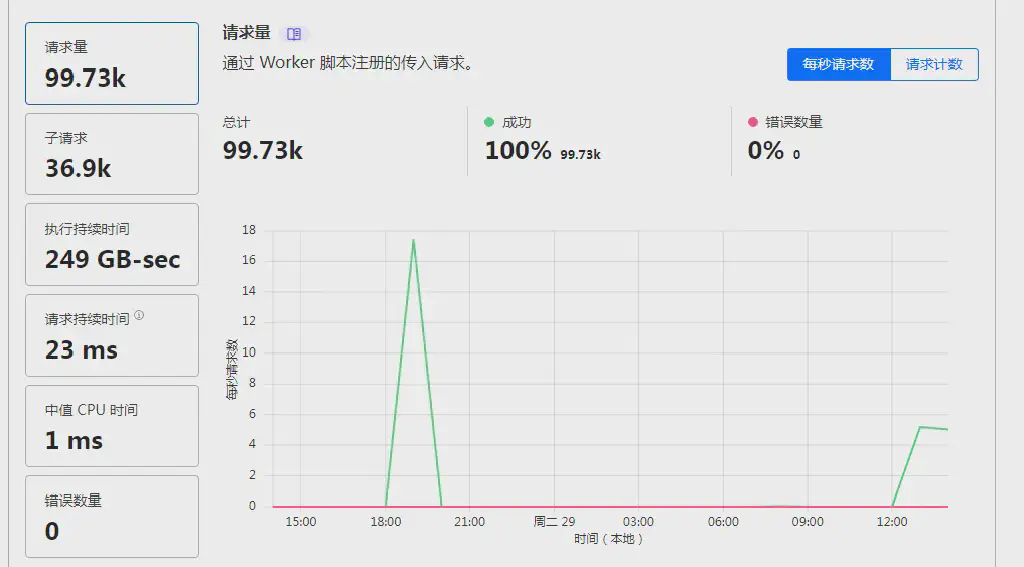 请求量
99.73k
子请求
36.9k
执行持续时间
249 GB-sec
请求持续时间
23 ms
中值 CPU 时间
1 ms
错误数量
0
请求量
通过 Worker 脚本注册的传入请求。
每秒请求数
请求计数
总计
99.73k
成功
100% 99.73k
错误数量
0% 0
每秒请求数
18
16
14
12
10
8
6
4
2
0
15:00 18:00 21:00 周二 29 03:00 06:00 09:00 12:00
时间（本地）